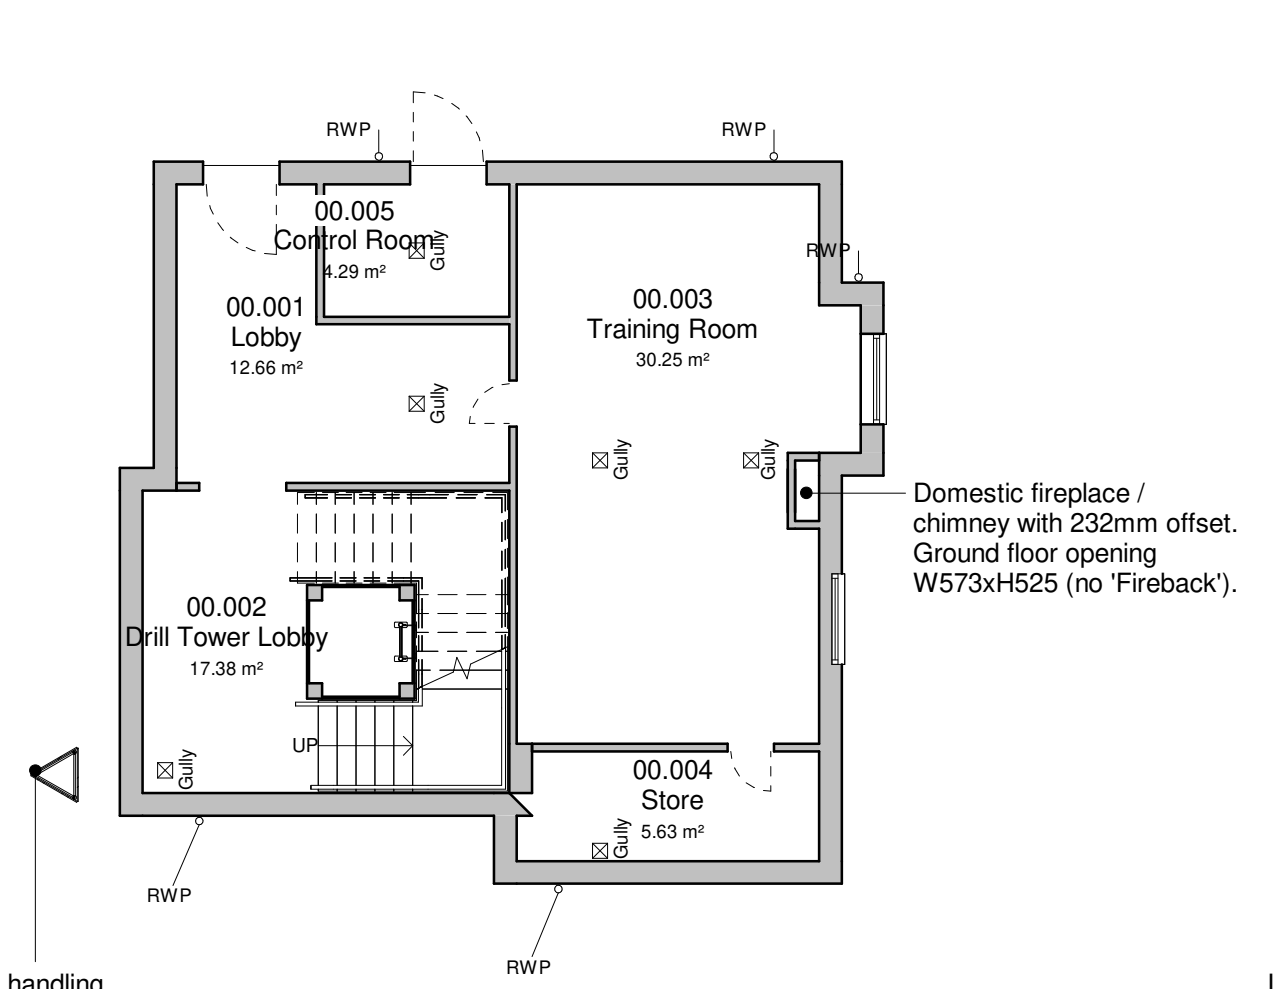 RWP
RWP
00.005
Control Room
4.29 m²
Gully
RWP
00.001
Lobby
12.66 m²
00.003
Training Room
30.25 m²
Gully
Gully
Gully
Domestic fireplace /
chimney with 232mm offset.
Ground floor opening
W573xH525 (no 'Fireback').
00.002
Drill Tower Lobby
17.38 m²
UP
Gully
00.004
Store
5.63 m²
Gully
RWP
RWP
handling